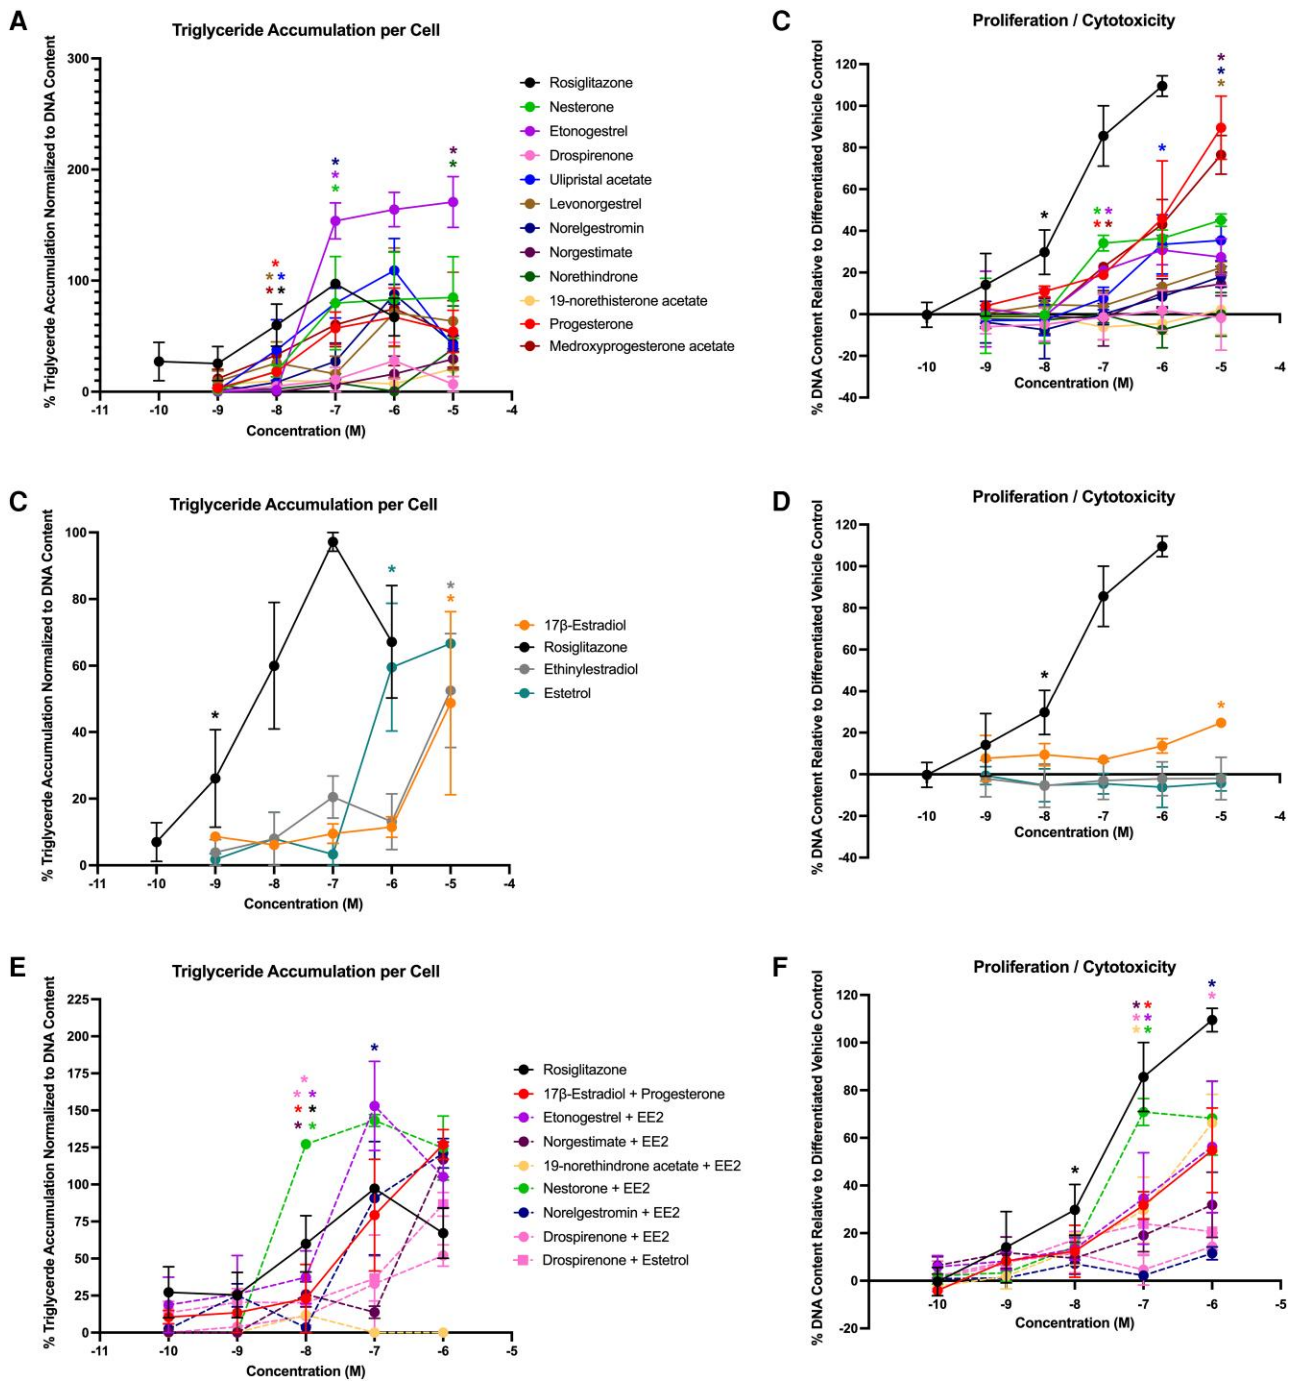 A
Triglyceride Accumulation per Cell
% Triglyceride Accumulation Normalized to DNA Content
300
200
100
0
-11 -10 -9 -8 -7 -6 -5 -4
Concentration (M)
* * * * * * * * * * *
Rosiglitazone
Nesterone
Etonogestrel
Drospirenone
Ulipristal acetate
Levonorgestrel
Norelgestromin
Norgestimate
Norethindrone
19-norethisterone acetate
Progesterone
Medroxyprogesterone acetate
C
Proliferation / Cytotoxicity
% DNA Content Relative to Differentiated Vehicle Control
120
100
80
60
40
20
0
-20
-40
-10 -9 -8 -7 -6 -5 -4
Concentration (M)
* * * * * * * * *
C
Triglyceride Accumulation per Cell
% Triglyceride Accumulation Normalized to DNA Content
100
80
60
40
20
0
-11 -10 -9 -8 -7 -6 -5 -4
Concentration (M)
* * * *
17β-Estradiol
Rosiglitazone
Ethinylestradiol
Estetrol
D
Proliferation / Cytotoxicity
% DNA Content Relative to Differentiated Vehicle Control
120
100
80
60
40
20
0
-20
-40
-10 -9 -8 -7 -6 -5 -4
Concentration (M)
* *
E
Triglyceride Accumulation per Cell
% Triglyceride Accumulation Normalized to DNA Content
225
200
175
150
125
100
75
50
25
0
-11 -10 -9 -8 -7 -6 -5
Concentration (M)
* * * * * * * *
Rosiglitazone
17β-Estradiol + Progesterone
Etonogestrel + EE2
Norgestimate + EE2
19-norethindrone acetate + EE2
Nestorone + EE2
Norelgestromin + EE2
Drospirenone + EE2
Drospirenone + Estetrol
F
Proliferation / Cytotoxicity
% DNA Content Relative to Differentiated Vehicle Control
120
100
80
60
40
20
0
-20
-10 -9 -8 -7 -6 -5
Concentration (M)
* * * * * * * * *